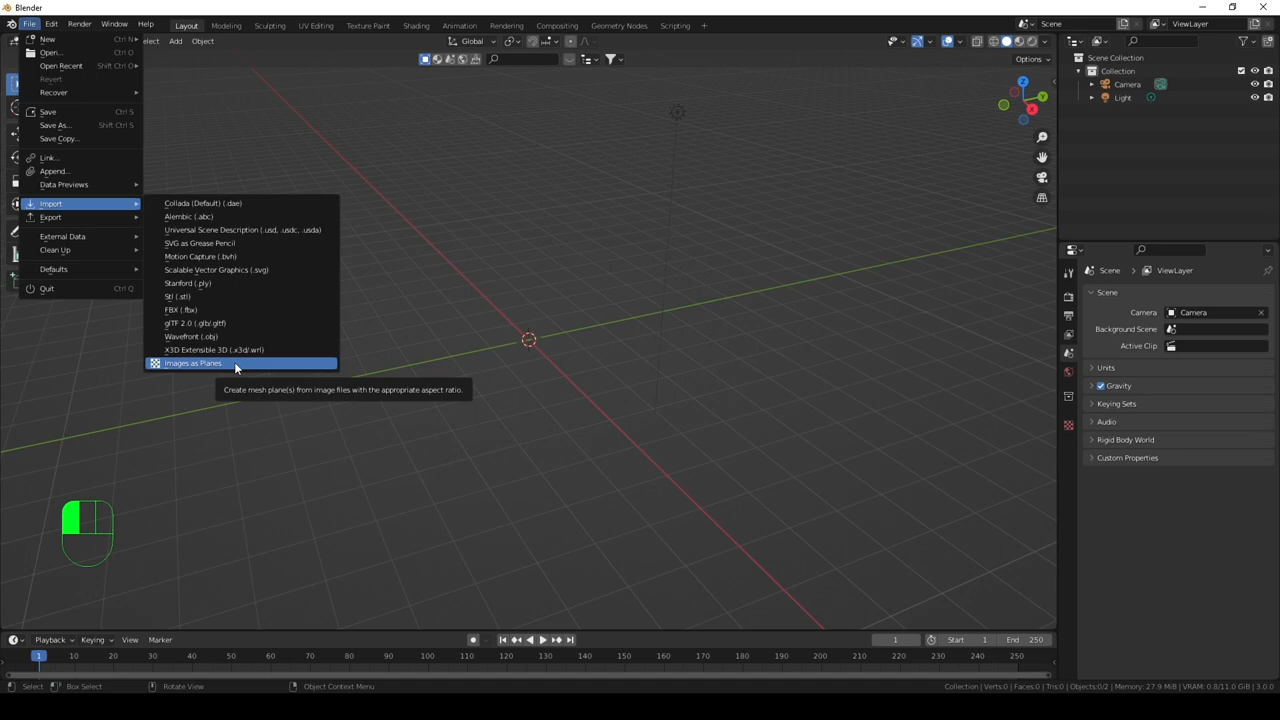 Blender
File Edit Render Window Help Layout Modeling Sculpting UV Editing Texture Paint Shading Animation Rendering Compositing Geometry Nodes Scripting + Scene ViewLayer
New Ctrl N
Open... Ctrl O
Open Recent Shift Ctrl O
Revert
Recover
Save Ctrl S
Save As... Shift Ctrl S
Save Copy...
Link...
Append...
Data Previews
Import
Export
External Data
Clean Up
Defaults
Quit Ctrl Q
Collada (Default) (.dae)
Alembic (.abc)
Universal Scene Description (.usd, .usdc, .usda)
SVG as Grease Pencil
Motion Capture (.bvh)
Scalable Vector Graphics (.svg)
Stanford (.ply)
Stl (.stl)
FBX (.fbx)
glTF 2.0 (.glb/.gltf)
Wavefront (.obj)
X3D Extensible 3D (.x3d/.wrl)
Images as Planes
Create mesh plane(s) from image files with the appropriate aspect ratio.
Add Object Global
Options
Z
Y
X
Scene Collection
Collection
Camera
Light
Scene ViewLayer
Scene
Camera Camera
Background Scene
Active Clip
Units
Gravity
Keying Sets
Audio
Rigid Body World
Custom Properties
Playback Keying View Marker 1 Start 1 End 250
1 10 20 30 40 50 60 70 80 90 100 110 120 130 140 150 160 170 180 190 200 210 220 230 240 250
Select Box Select Rotate View Object Context Menu Collection | Verts:0 | Faces:0 | Tris:0 | Objects:0/2 | Memory: 27.9 MiB | VRAM: 0.8/11.0 GiB | 3.0.0